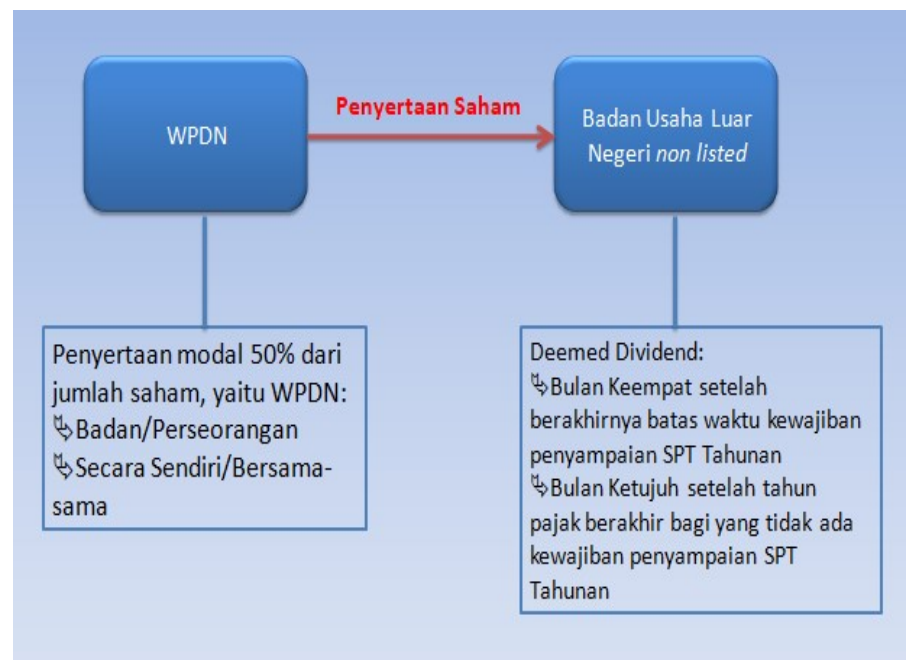 WPDN
Penyertaan Saham
Badan Usaha Luar
Negeri non listed
Penyertaan modal 50% dari
jumlah saham, yaitu WPDN:
↪Badan/Perseorangan
↪Secara Sendiri/Bersama-
sama
Deemed Dividend:
↪Bulan Keempat setelah
berakhirnya batas waktu kewajiban
penyampaian SPT Tahunan
↪Bulan Ketujuh setelah tahun
pajak berakhir bagi yang tidak ada
kewajiban penyampaian SPT
Tahunan